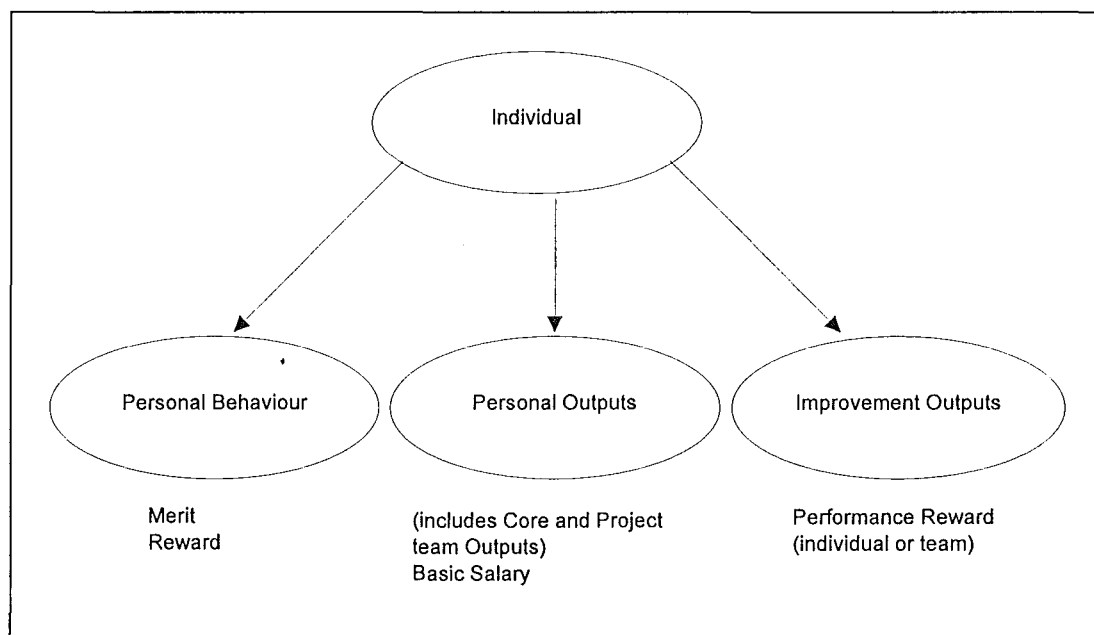 Individual
Personal Behaviour
Personal Outputs
Improvement Outputs
Merit
Reward
(includes Core and Project
team Outputs)
Basic Salary
Performance Reward
(individual or team)